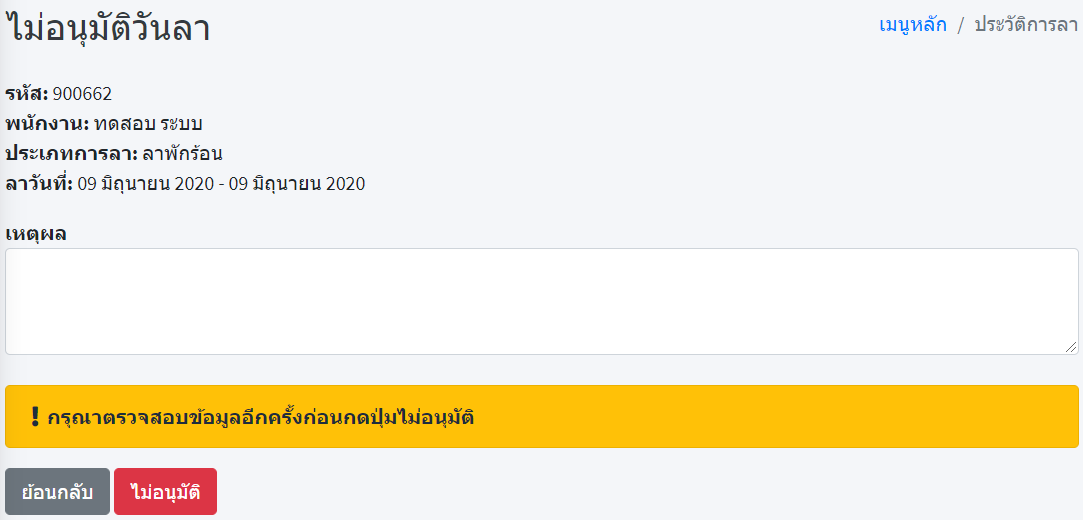 ไม่อนุมัติวันลา
เมนูหลัก / ประวัติการลา
รหัส: 900662
พนักงาน: ทดสอบ ระบบ
ประเภทการลา: ลาพักร้อน
ลาวันที่: 09 มิถุนายน 2020 - 09 มิถุนายน 2020
เหตุผล
! กรุณาตรวจสอบข้อมูลอีกครั้งก่อนกดปุ่มไม่อนุมัติ
ย้อนกลับ ไม่อนุมัติ